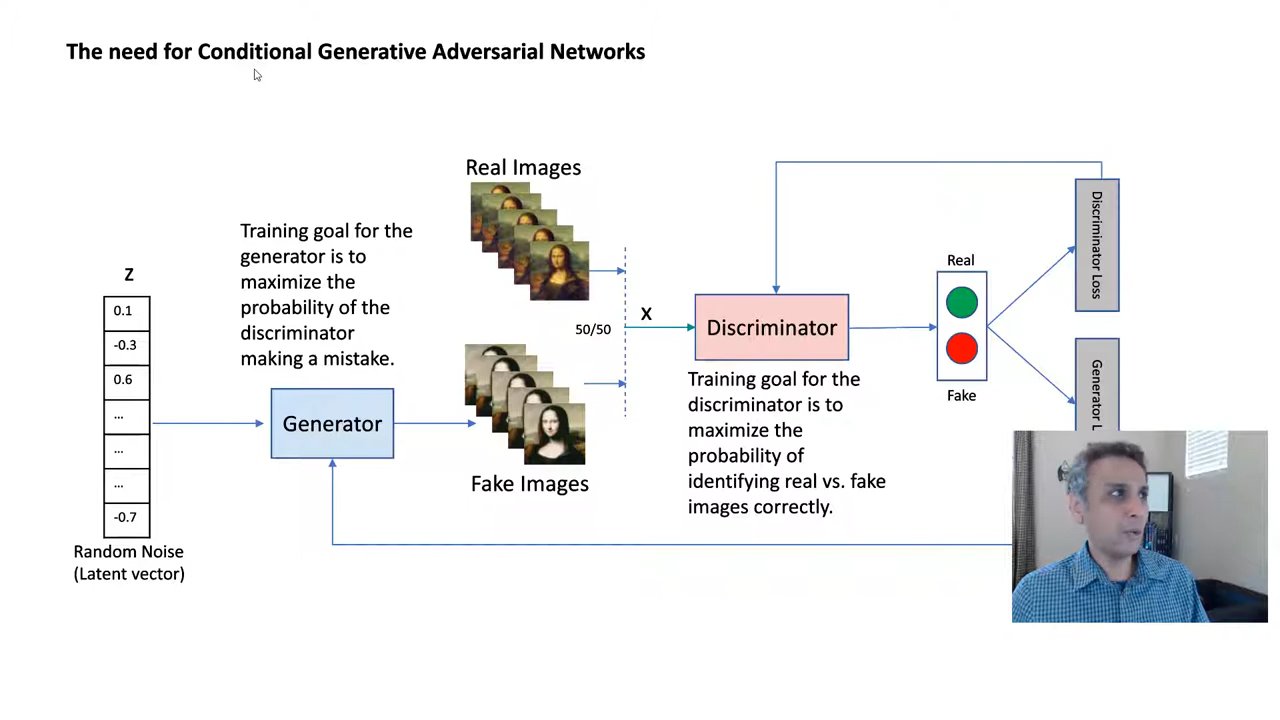 The need for Conditional Generative Adversarial Networks
Real Images
Training goal for the
generator is to
maximize the
probability of the
discriminator
making a mistake.
Z
0.1
-0.3
0.6
...
...
...
-0.7
Random Noise
(Latent vector)
Generator
Fake Images
50/50
X
Discriminator
Training goal for the
discriminator is to
maximize the
probability of
identifying real vs. fake
images correctly.
Real
Fake
Discriminator Loss
Generator L